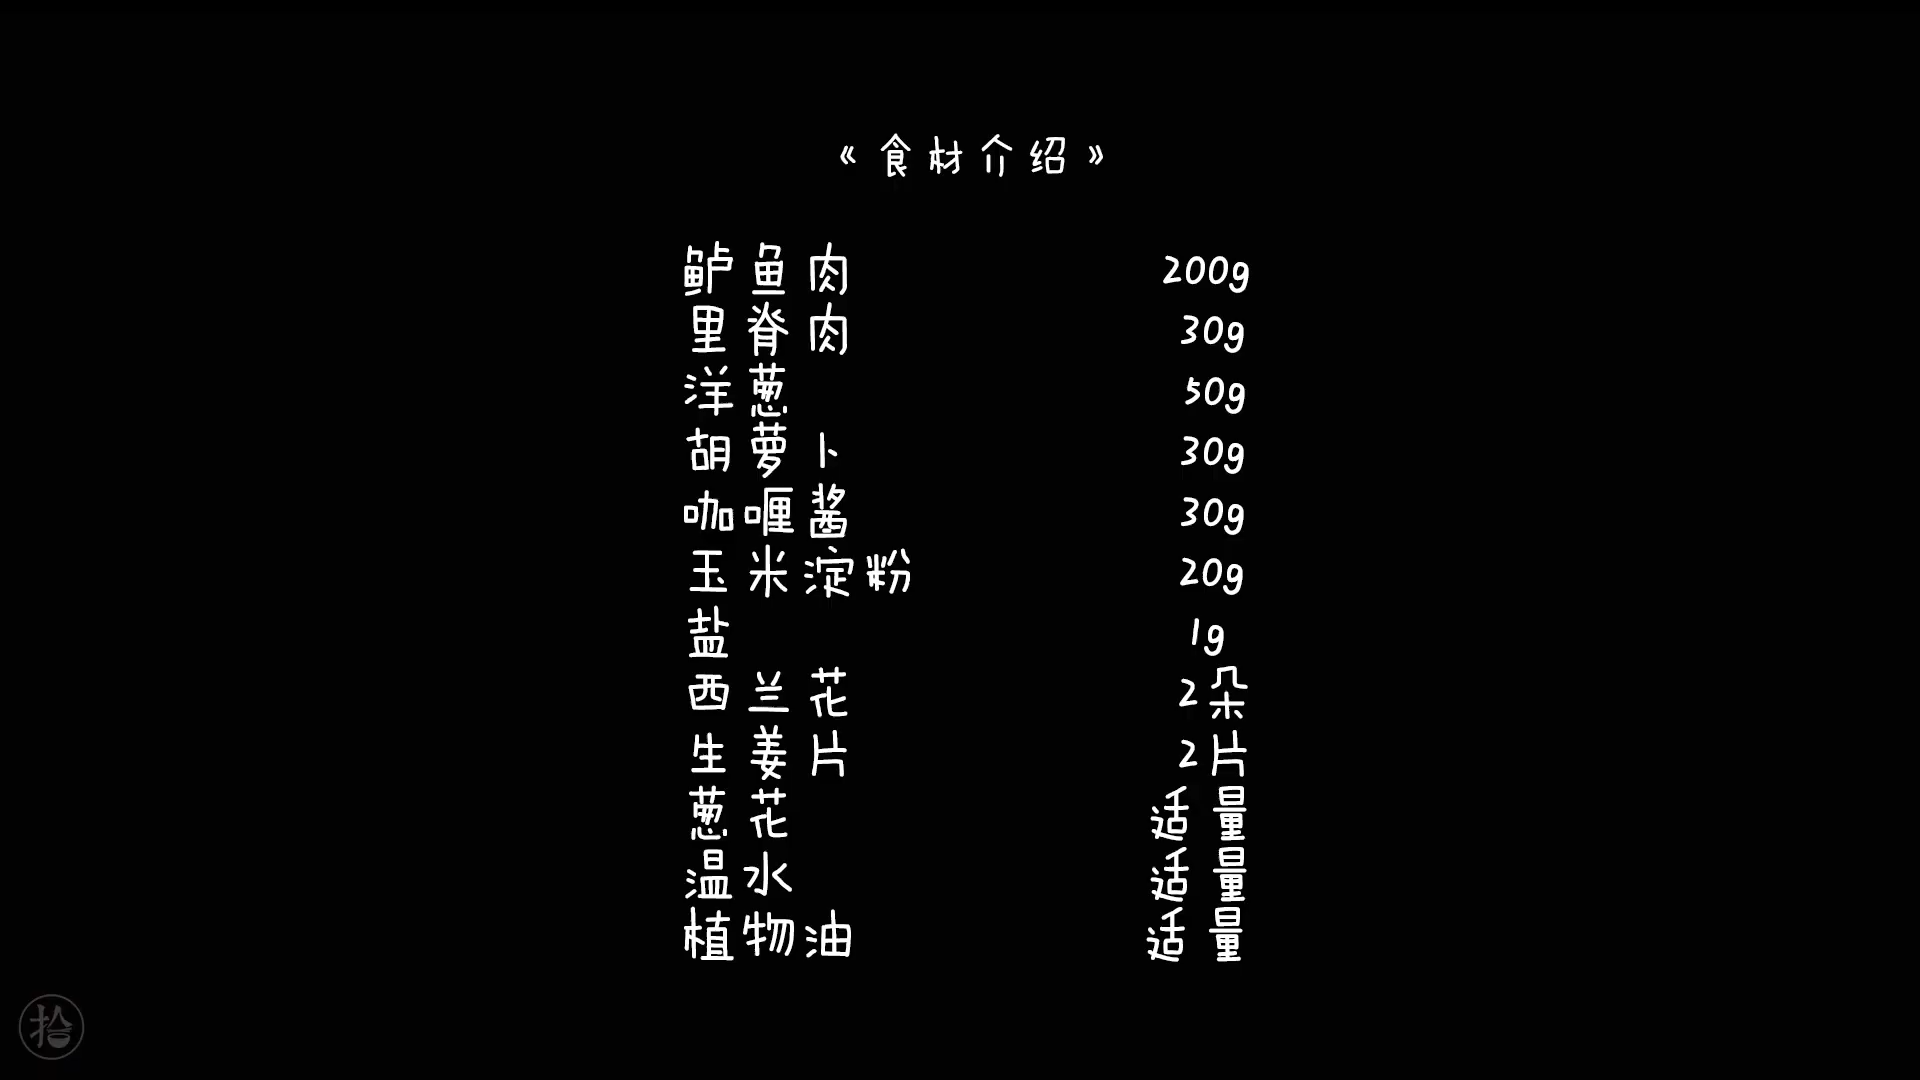 《食材介绍》
鲈鱼肉 200g
里脊肉 30g
洋葱 50g
胡萝卜 30g
咖喱酱 30g
玉米淀粉 20g
盐 1g
西兰花 2朵
生姜片 2片
葱花 适量
温水 适量
植物油 适量
拾